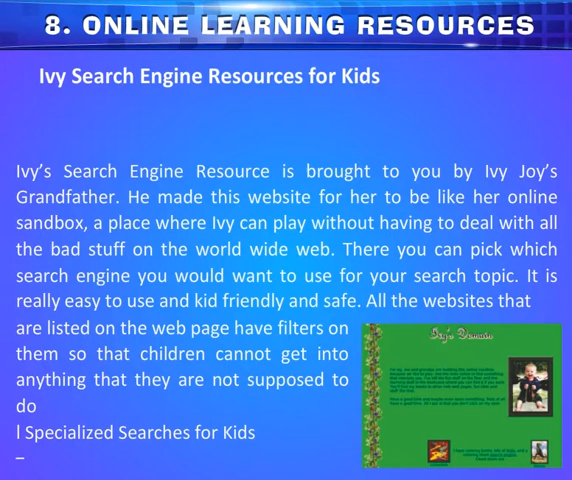 8. ONLINE LEARNING RESOURCES
Ivy Search Engine Resources for Kids
Ivy’s Search Engine Resource is brought to you by Ivy Joy’s
Grandfather. He made this website for her to be like her online
sandbox, a place where Ivy can play without having to deal with all
the bad stuff on the world wide web. There you can pick which
search engine you would want to use for your search topic. It is
really easy to use and kid friendly and safe. All the websites that
are listed on the web page have filters on
them so that children cannot get into
anything that they are not supposed to
do
l Specialized Searches for Kids
–
Ivy's Domain